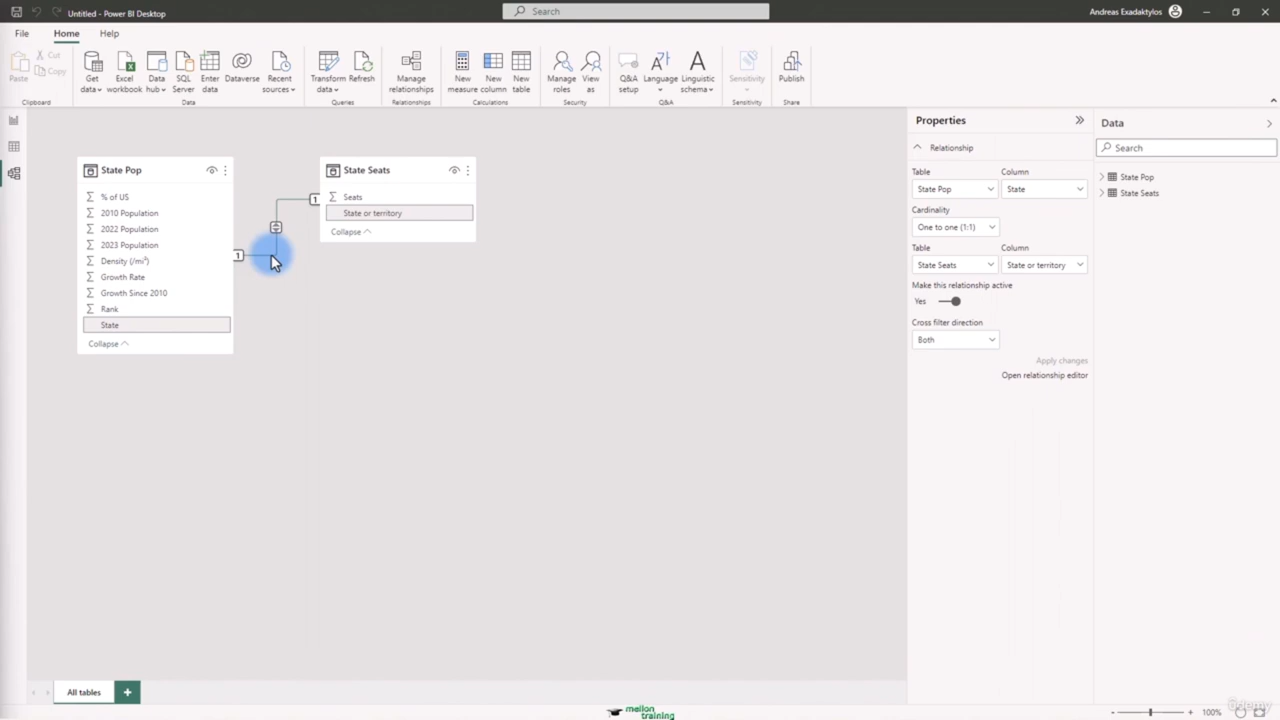 Untitled - Power BI Desktop
Search
Andreas Exadaktylos
File
Home
Help
Paste
Cut
Copy
Get data
Excel workbook
Data hub
SQL Server
Enter data
Dataverse
Recent sources
Transform data
Refresh
Manage relationships
New measure
New column
New table
Manage roles
View as
Q&A setup
Language
Linguistic schema
Sensitivity
Publish
Clipboard
Data
Queries
Relationships
Calculations
Security
Q&A
Sensitivity
Share
State Pop
% of US
2010 Population
2022 Population
2023 Population
Density (/mi²)
Growth Rate
Growth Since 2010
Rank
State
Collapse
1
1
State Seats
Seats
State or territory
Collapse
Properties
Relationship
Table
Column
State Pop
State
Cardinality
One to one (1:1)
Table
Column
State Seats
State or territory
Make this relationship active
Yes
Cross filter direction
Both
Apply changes
Open relationship editor
Data
Search
State Pop
State Seats
All tables
+
mellon
training
- + 100%
udemy